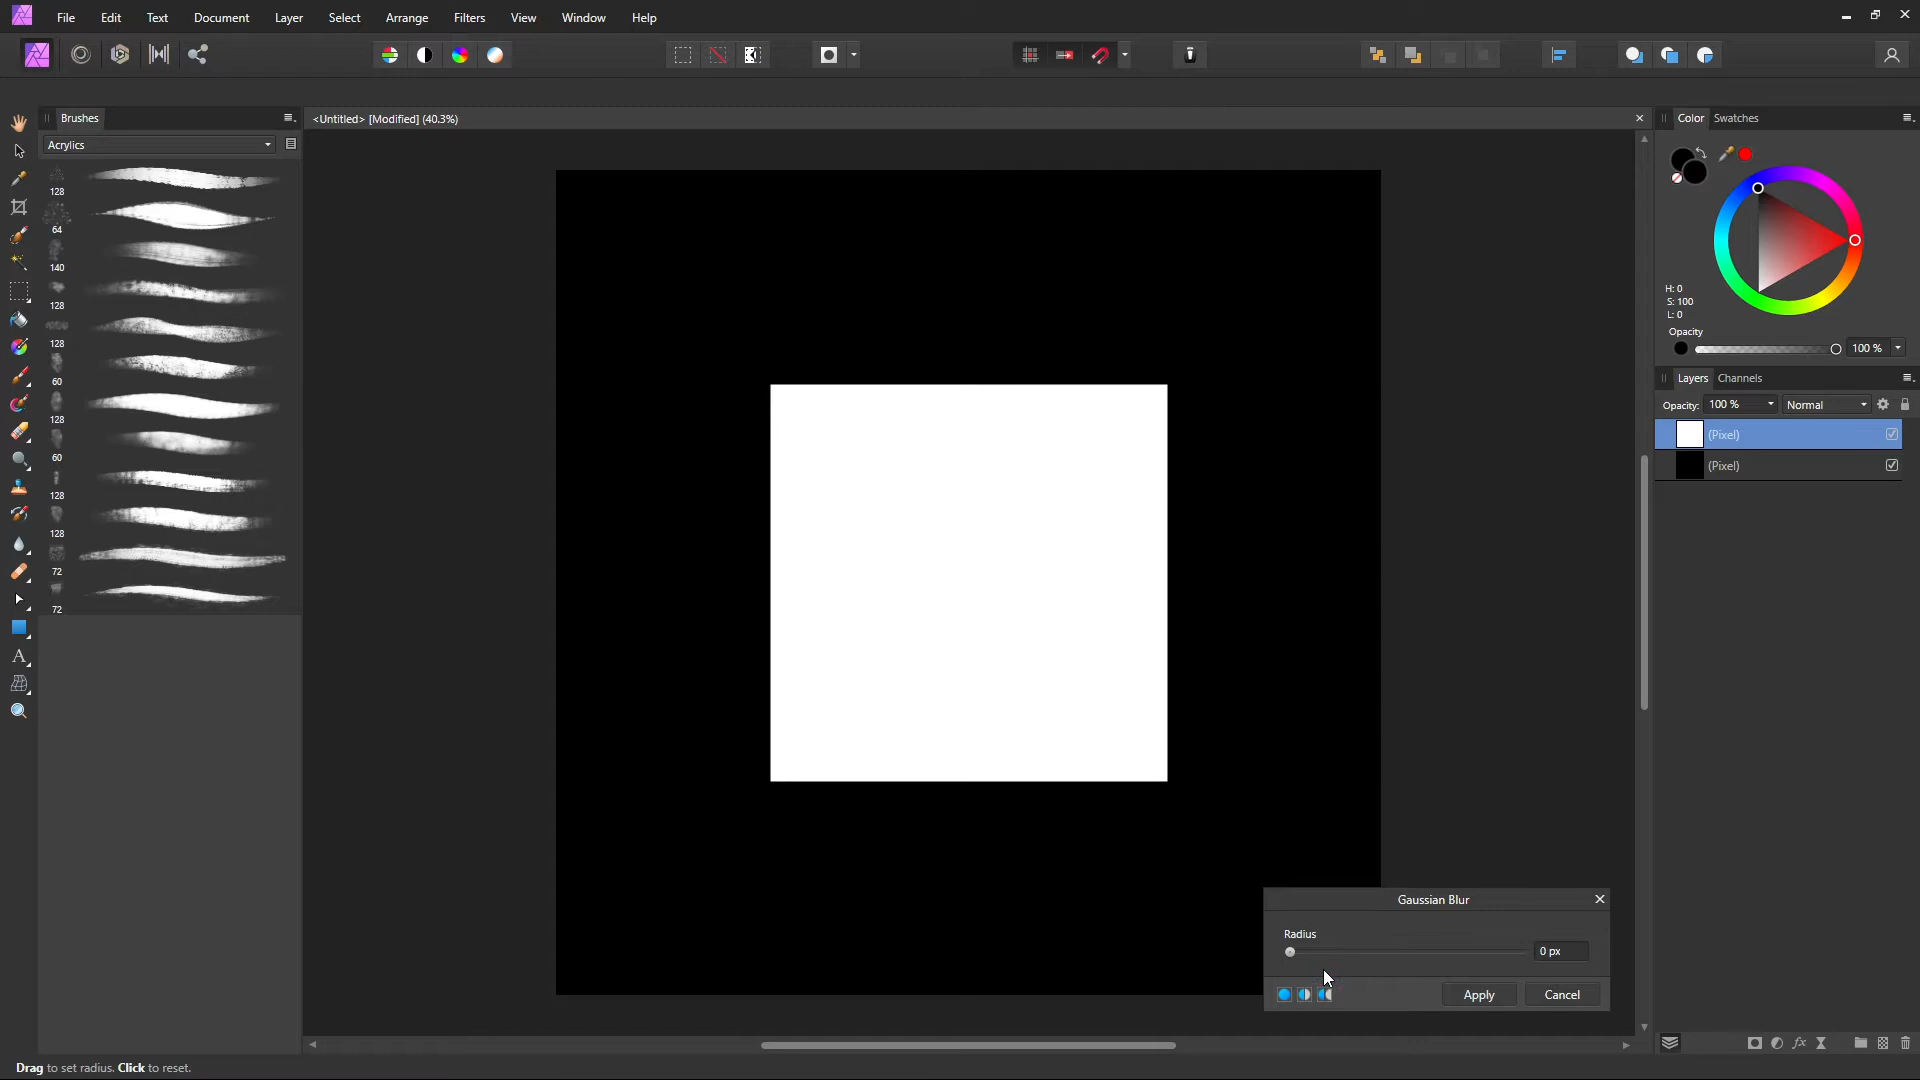 File Edit Text Document Layer Select Arrange Filters View Window Help
Brushes
<Untitled> [Modified] (40.3%)
Color Swatches
Acrylics
128
64
140
128
128
60
128
60
128
128
72
72
H: 0
S: 100
L: 0
Opacity
100 %
Layers Channels
Opacity: 100 % Normal
(Pixel)
(Pixel)
Gaussian Blur
Radius
0 px
Apply Cancel
Drag to set radius. Click to reset.